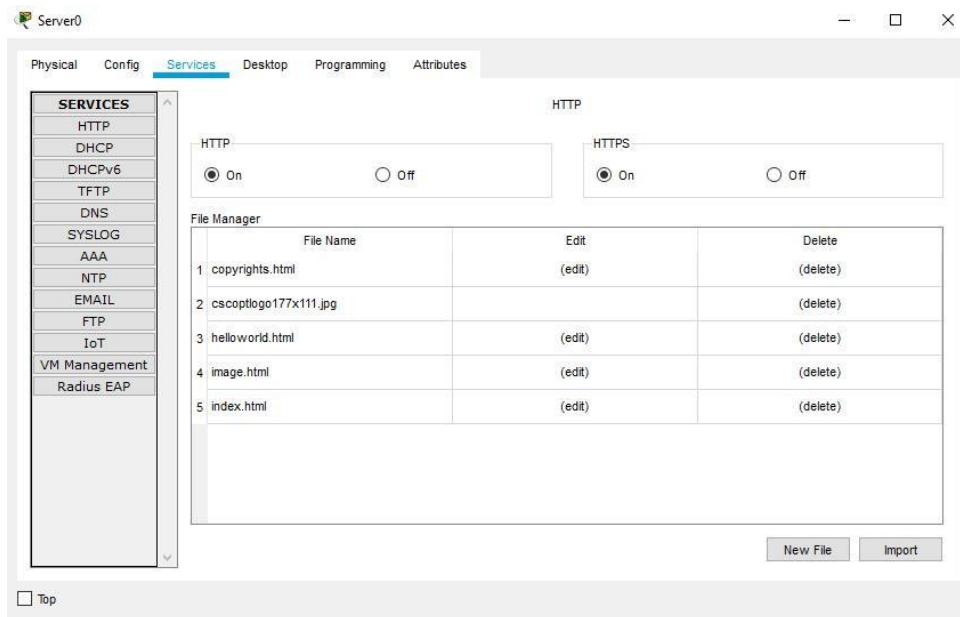 Server0
Physical Config Services Desktop Programming Attributes
SERVICES
HTTP
DHCP
DHCPv6
TFTP
DNS
SYSLOG
AAA
NTP
EMAIL
FTP
IoT
VM Management
Radius EAP
HTTP
HTTP
On Off
HTTPS
On Off
File Manager
File Name Edit Delete
1 copyrights.html (edit) (delete)
2 cscoptlogo177x111.jpg (delete)
3 helloworld.html (edit) (delete)
4 image.html (edit) (delete)
5 index.html (edit) (delete)
New File Import
Top